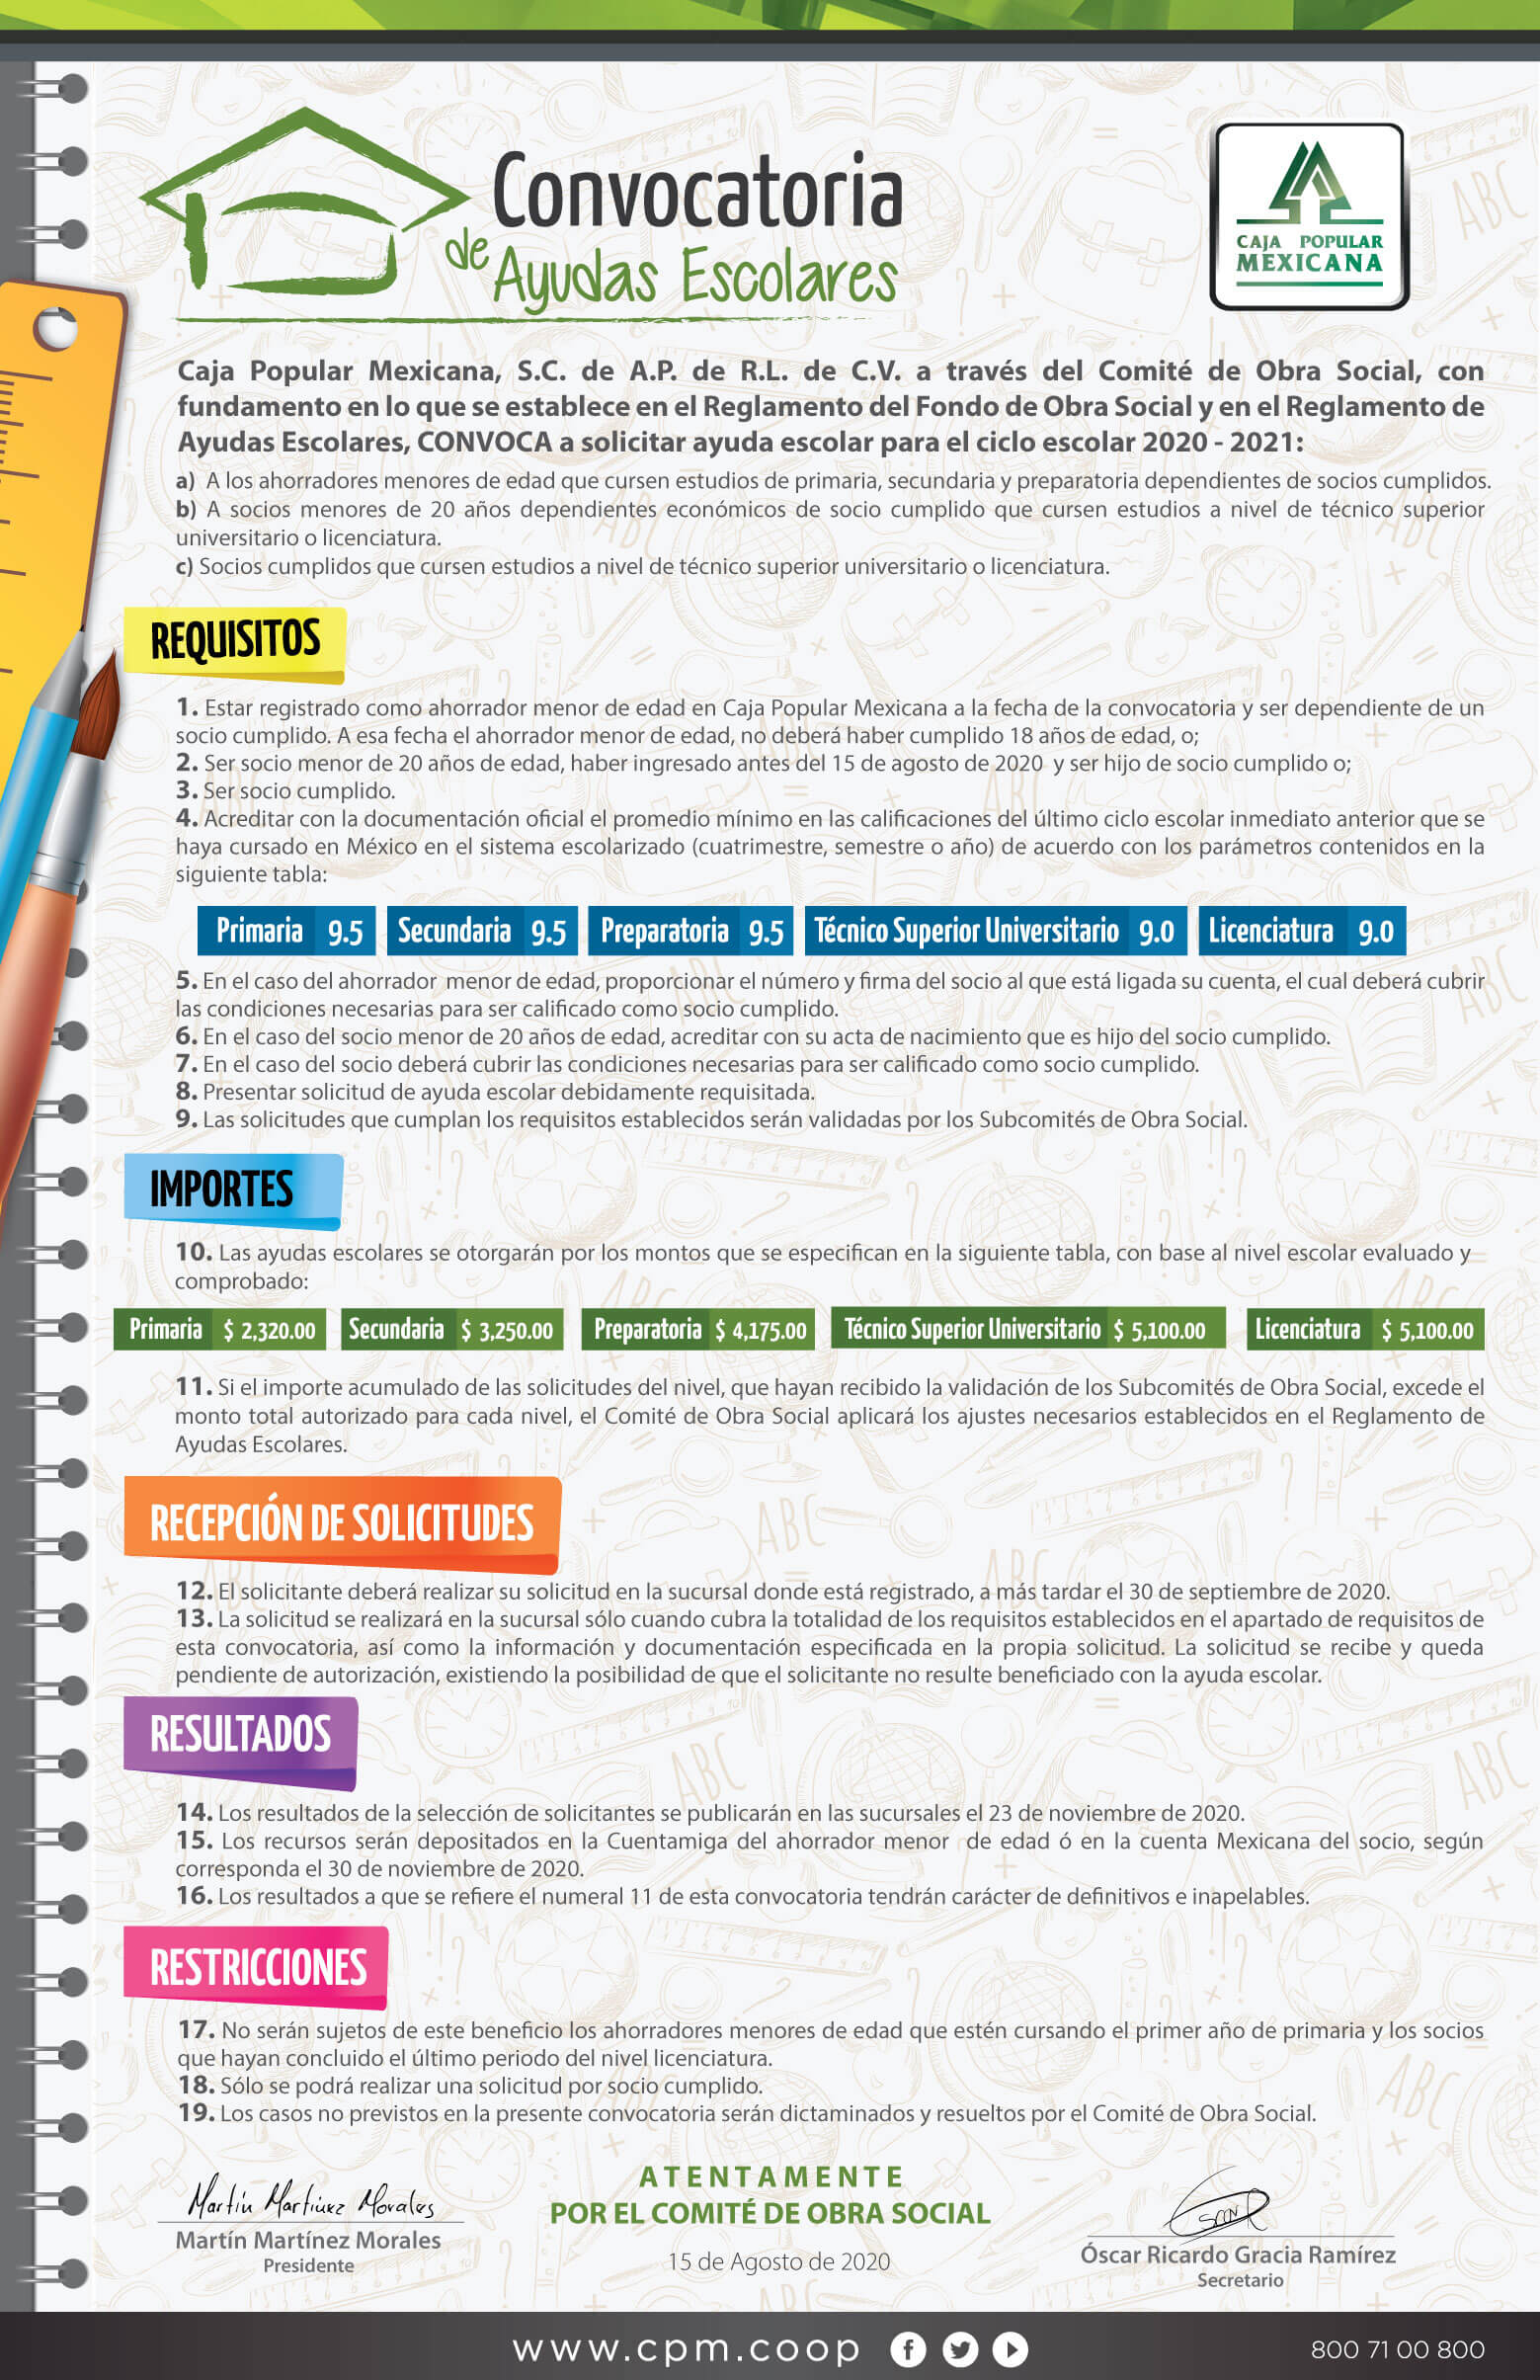 Convocatoria
de Ayudas Escolares
CAJA POPULAR
MEXICANA
Caja Popular Mexicana, S.C. de A.P. de R.L. de C.V. a través del Comité de Obra Social, con
fundamento en lo que se establece en el Reglamento del Fondo de Obra Social y en el Reglamento de
Ayudas Escolares, CONVOCA a solicitar ayuda escolar para el ciclo escolar 2020 - 2021:
a) A los ahorradores menores de edad que cursen estudios de primaria, secundaria y preparatoria dependientes de socios cumplidos.
b) A socios menores de 20 años dependientes económicos de socio cumplido que cursen estudios a nivel de técnico superior
universitario o licenciatura.
c) Socios cumplidos que cursen estudios a nivel de técnico superior universitario o licenciatura.
REQUISITOS
1. Estar registrado como ahorrador menor de edad en Caja Popular Mexicana a la fecha de la convocatoria y ser dependiente de un
socio cumplido. A esa fecha el ahorrador menor de edad, no deberá haber cumplido 18 años de edad, o;
2. Ser socio menor de 20 años de edad, haber ingresado antes del 15 de agosto de 2020 y ser hijo de socio cumplido o;
3. Ser socio cumplido.
4. Acreditar con la documentación oficial el promedio mínimo en las calificaciones del último ciclo escolar inmediato anterior que se
haya cursado en México en el sistema escolarizado (cuatrimestre, semestre o año) de acuerdo con los parámetros contenidos en la
siguiente tabla:
Primaria 9.5 Secundaria 9.5 Preparatoria 9.5 Técnico Superior Universitario 9.0 Licenciatura 9.0
5. En el caso del ahorrador menor de edad, proporcionar el número y firma del socio al que está ligada su cuenta, el cual deberá cubrir
las condiciones necesarias para ser calificado como socio cumplido.
6. En el caso del socio menor de 20 años de edad, acreditar con su acta de nacimiento que es hijo del socio cumplido.
7. En el caso del socio deberá cubrir las condiciones necesarias para ser calificado como socio cumplido.
8. Presentar solicitud de ayuda escolar debidamente requisitada.
9. Las solicitudes que cumplan los requisitos establecidos serán validadas por los Subcomités de Obra Social.
IMPORTES
10. Las ayudas escolares se otorgarán por los montos que se especifican en la siguiente tabla, con base al nivel escolar evaluado y
comprobado:
Primaria $ 2,320.00 Secundaria $ 3,250.00 Preparatoria $ 4,175.00 Técnico Superior Universitario $ 5,100.00 Licenciatura $ 5,100.00
11. Si el importe acumulado de las solicitudes del nivel, que hayan recibido la validación de los Subcomités de Obra Social, excede el
monto total autorizado para cada nivel, el Comité de Obra Social aplicará los ajustes necesarios establecidos en el Reglamento de
Ayudas Escolares.
RECEPCIÓN DE SOLICITUDES
12. El solicitante deberá realizar su solicitud en la sucursal donde está registrado, a más tardar el 30 de septiembre de 2020.
13. La solicitud se realizará en la sucursal sólo cuando cubra la totalidad de los requisitos establecidos en el apartado de requisitos de
esta convocatoria, así como la información y documentación especificada en la propia solicitud. La solicitud se recibe y queda
pendiente de autorización, existiendo la posibilidad de que el solicitante no resulte beneficiado con la ayuda escolar.
RESULTADOS
14. Los resultados de la selección de solicitantes se publicarán en las sucursales el 23 de noviembre de 2020.
15. Los recursos serán depositados en la Cuentamiga del ahorrador menor de edad ó en la cuenta Mexicana del socio, según
corresponda el 30 de noviembre de 2020.
16. Los resultados a que se refiere el numeral 11 de esta convocatoria tendrán carácter de definitivos e inapelables.
RESTRICCIONES
17. No serán sujetos de este beneficio los ahorradores menores de edad que estén cursando el primer año de primaria y los socios
que hayan concluido el último periodo del nivel licenciatura.
18. Sólo se podrá realizar una solicitud por socio cumplido.
19. Los casos no previstos en la presente convocatoria serán dictaminados y resueltos por el Comité de Obra Social.
Martín Martínez Morales
Martín Martínez Morales
Presidente
ATENTAMENTE
POR EL COMITÉ DE OBRA SOCIAL
15 de Agosto de 2020
Óscar Ricardo Gracia Ramírez
Secretario
www.cpm.coop
800 71 00 800